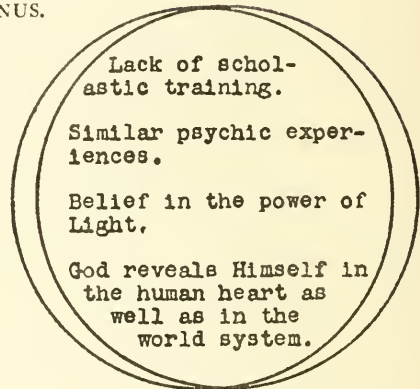 NUS.
Lack of schol-
astic training.
Similar psychic exper-
iences.
Belief in the power of
Light.
God reveals Himself in
the human heart as
well as in the
world system.